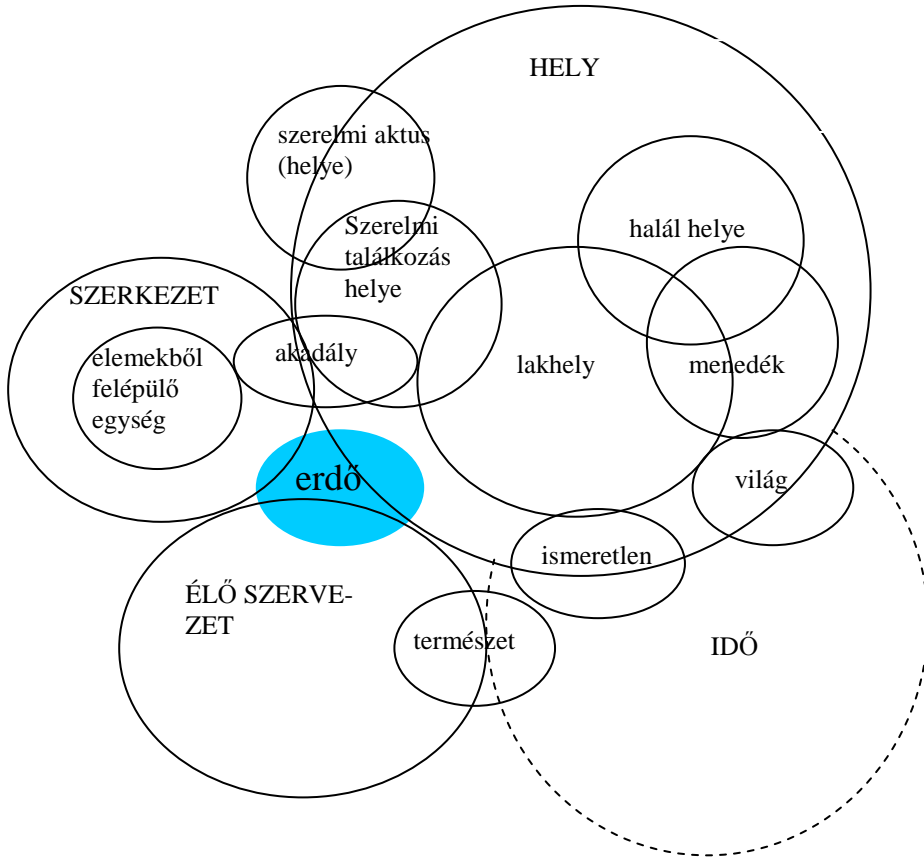 HELY
szerelmi aktus
(helye)
Szerelmi
találkozás
helye
halál helye
SZERKEZET
elemekből
felépülő
egység
akadály
lakhely
menedék
erdő
világ
ismeretlen
ÉLŐ SZERVE-
ZET
természet
IDŐ